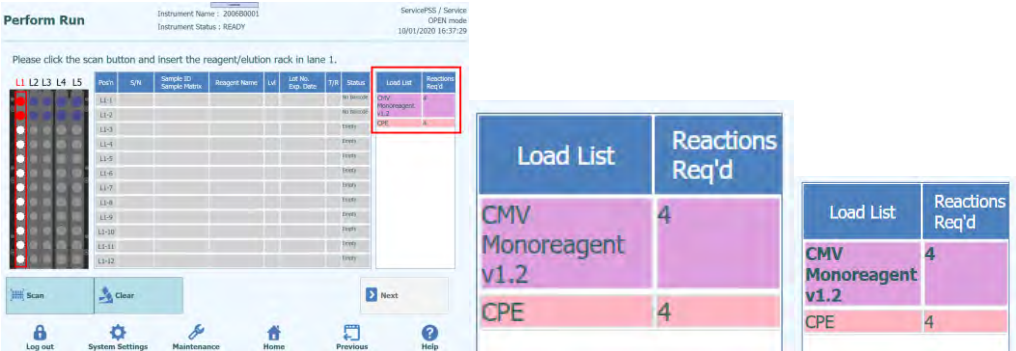 Perform Run
Instrument Name : 2006B0001
Instrument Status : READY
ServicePSS / Service
OPEN mode
10/01/2020 16:37:29
Please click the scan button and insert the reagent/elution rack in lane 1.
L1 L2 L3 L4 L5
Pos'n S/N Sample ID Sample Matrix Reagent Name Lvl Lot No. Exp. Date T/R Status
L1-1 No Barcode
L1-2 No Barcode
L1-3 Empty
L1-4 Empty
L1-5 Empty
L1-6 Empty
L1-7 Empty
L1-8 Empty
L1-9 Empty
L1-10 Empty
L1-11 Empty
L1-12 Empty
Load List Reactions Req'd
CMV 4
Monoreagent
v1.2
CPE 4
Scan
Clear
Next
Log out
System Settings
Maintenance
Home
Previous
Help
Load List Reactions
Req'd
CMV 4
Monoreagent
v1.2
CPE 4
Load List Reactions
Req'd
CMV 4
Monoreagent
v1.2
CPE 4